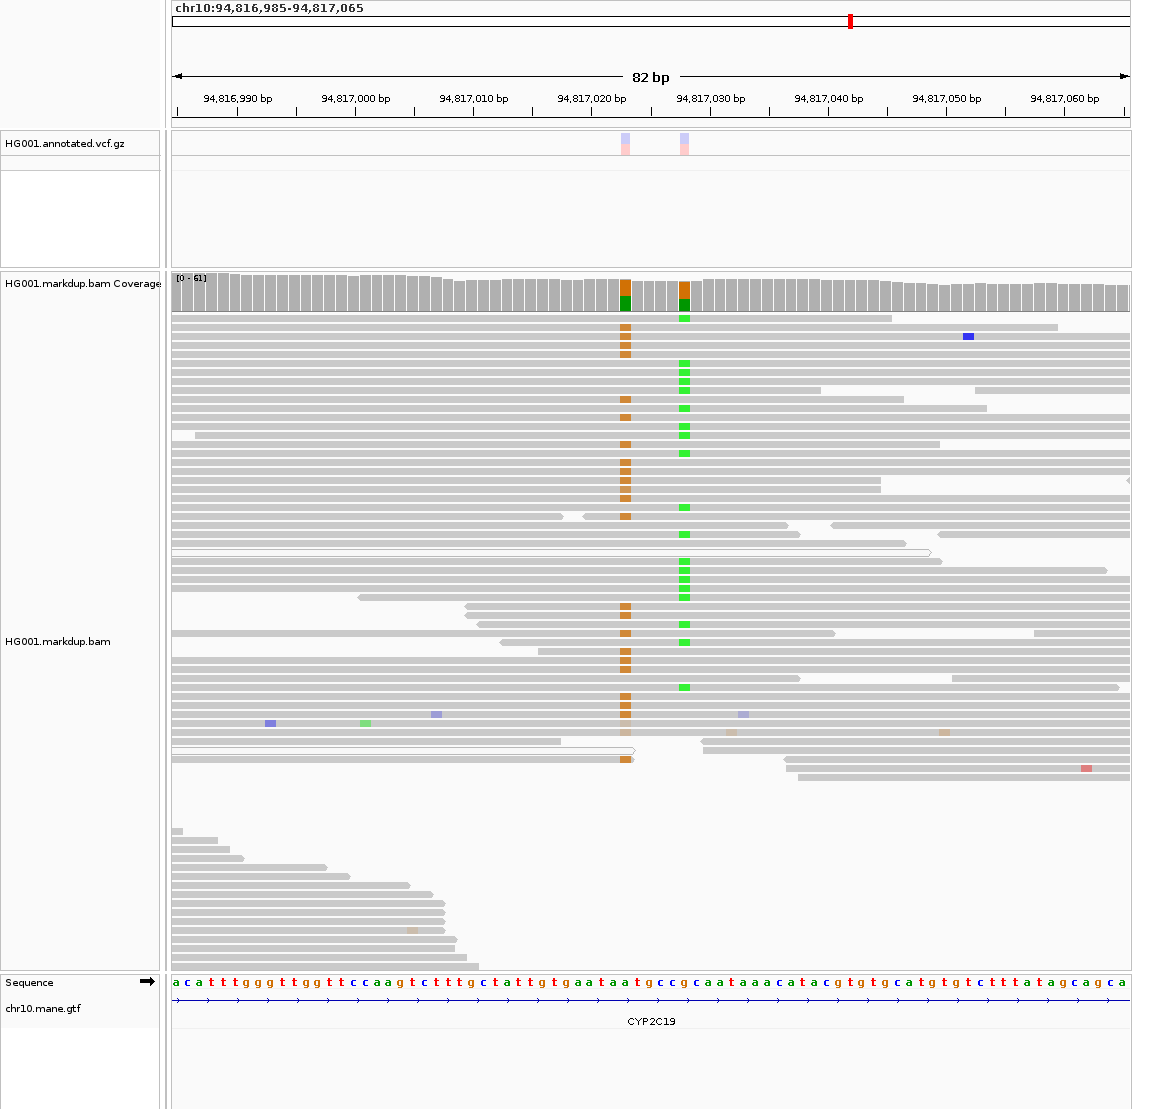 chr10:94,816,985-94,817,065
82 bp
94,816,990 bp 94,817,000 bp 94,817,010 bp 94,817,020 bp 94,817,030 bp 94,817,040 bp 94,817,050 bp 94,817,060 bp
HG001.annotated.vcf.gz
HG001.markdup.bam Coverage
[0 - 61]
HG001.markdup.bam
Sequence
a c a t t t g g g t t g g t t c c a a g t c t t t g c t a t t g t g a a t a a t g c c g c a a t a a a c a t a c g t g t g c a t g t g t c t t t a t a g c a g c a
chr10.mane.gtf
CYP2C19